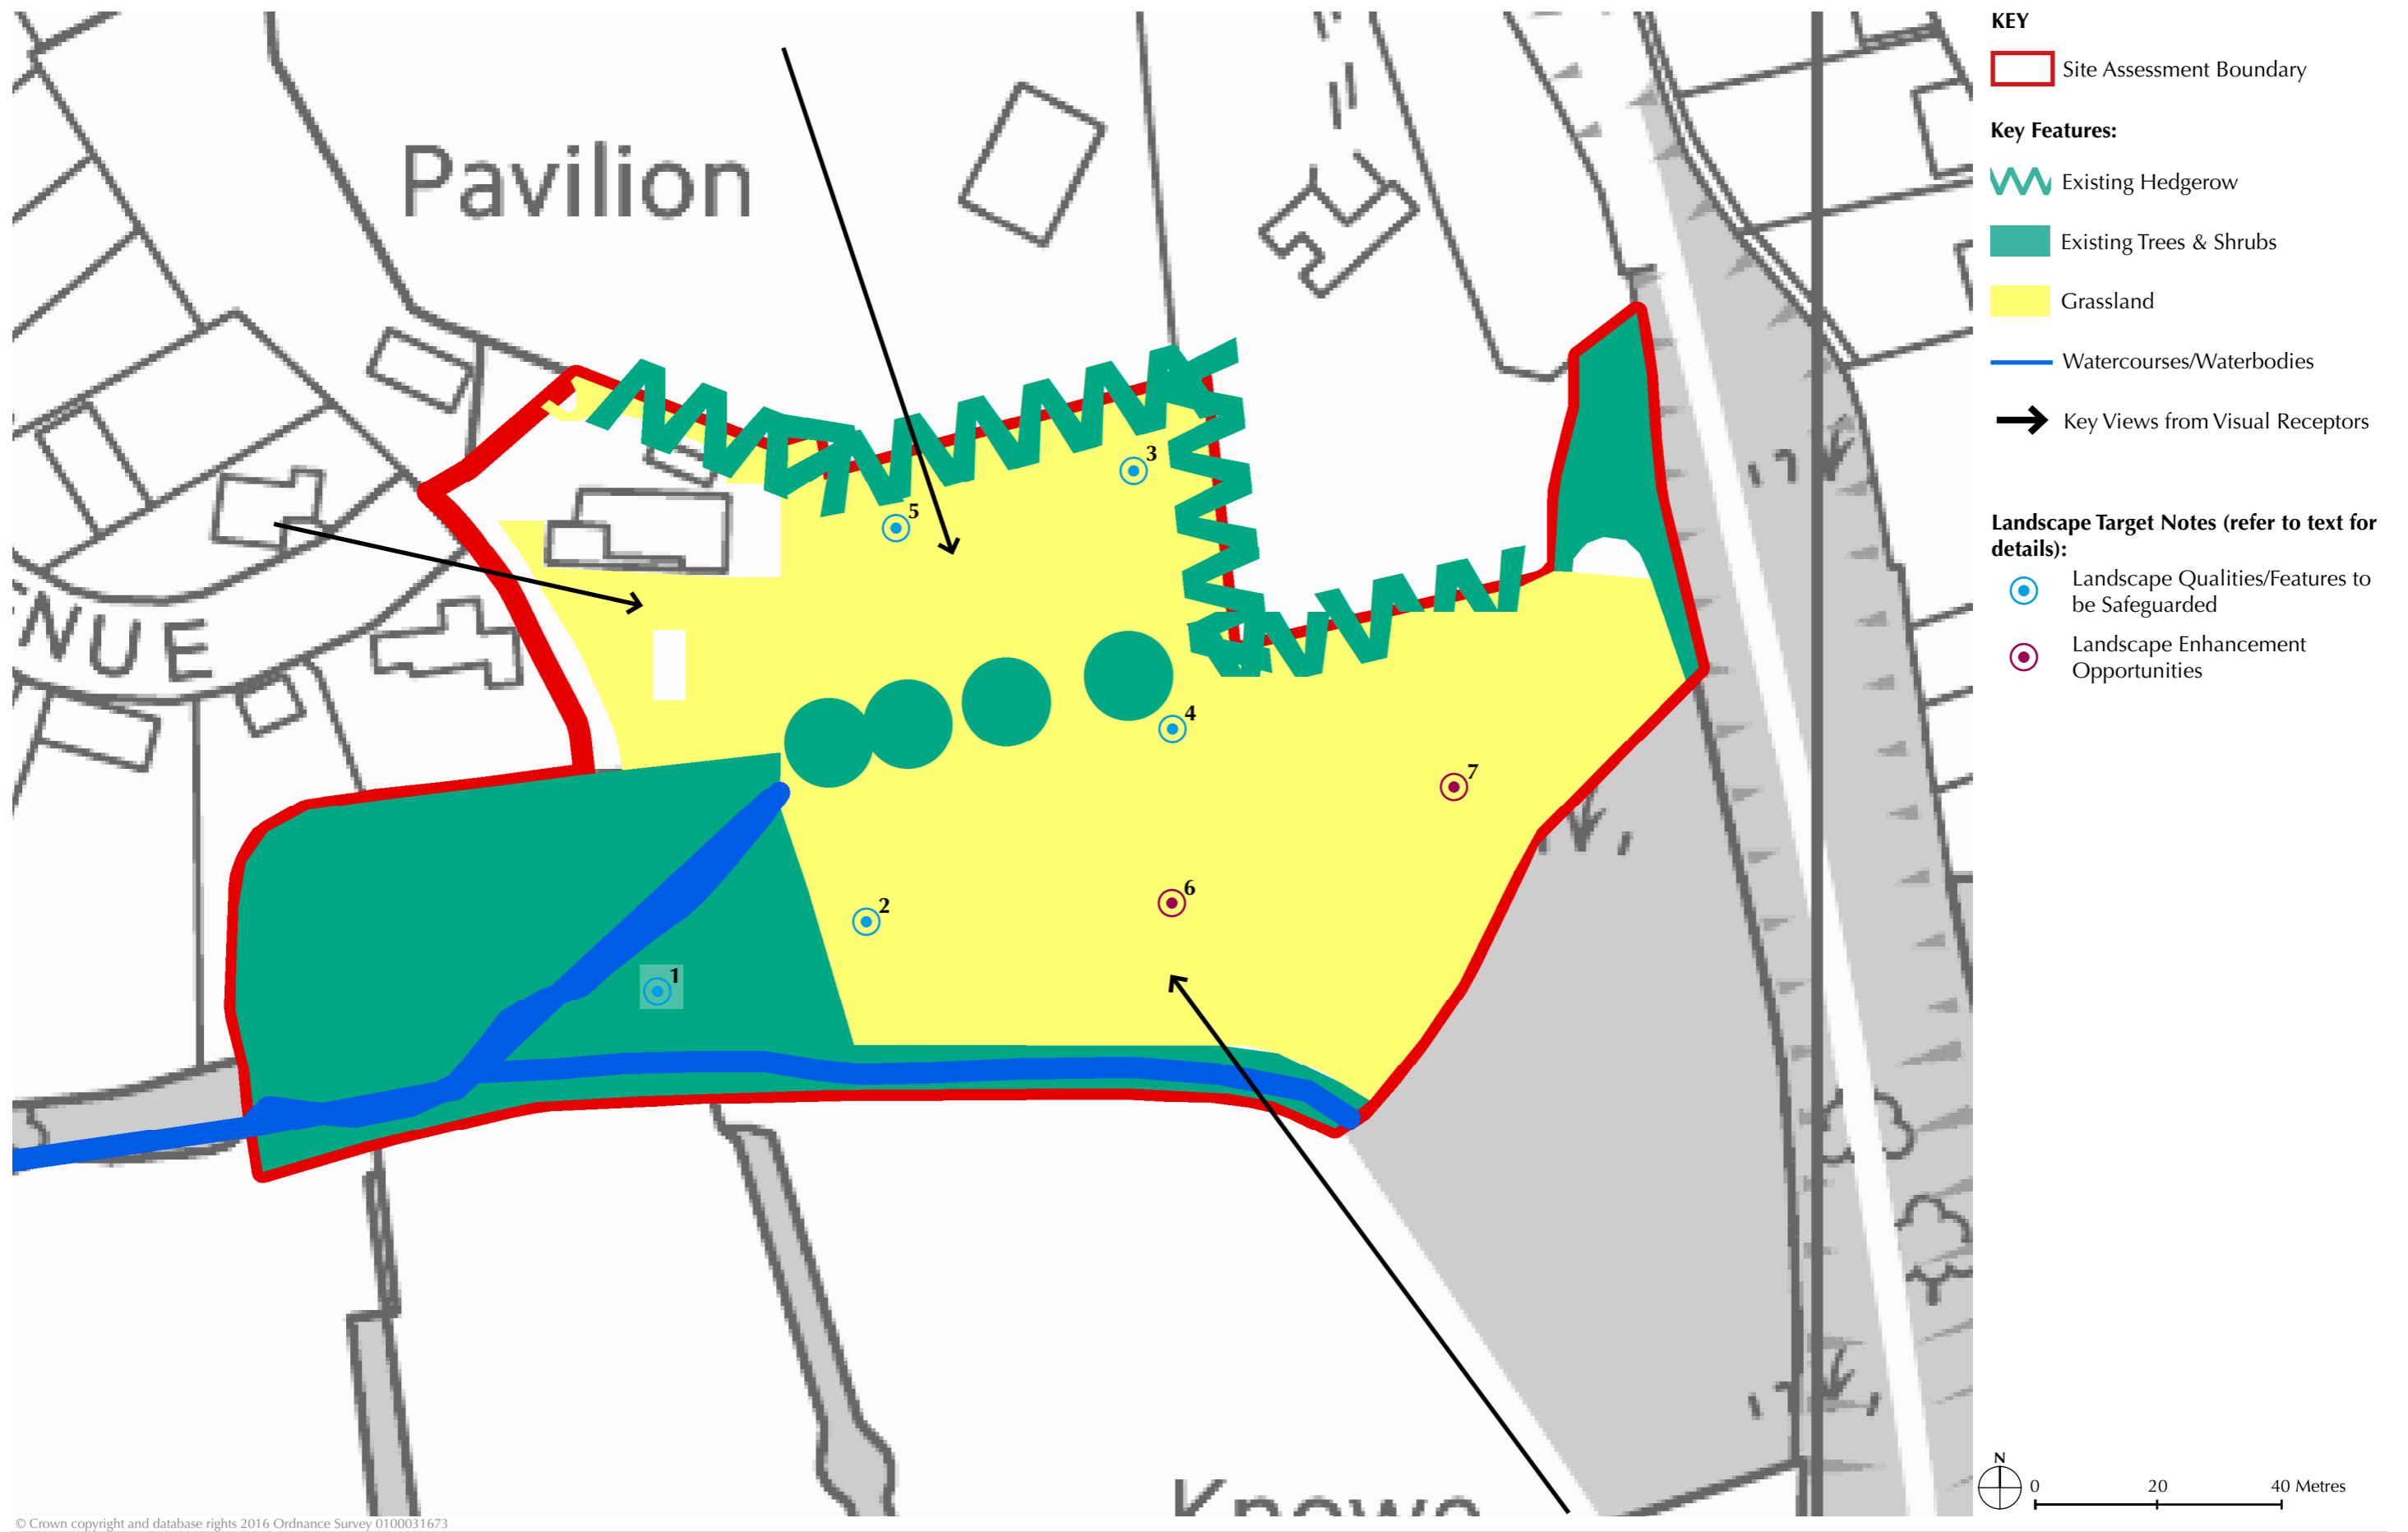 Pavilion
NUE
1
2
3
4
5
6
7
KEY
Site Assessment Boundary
Key Features:
Existing Hedgerow
Existing Trees & Shrubs
Grassland
Watercourses/Waterbodies
Key Views from Visual Receptors
Landscape Target Notes (refer to text for
details):
Landscape Qualities/Features to
be Safeguarded
Landscape Enhancement
Opportunities
N
0 20 40 Metres
© Crown copyright and database rights 2016 Ordnance Survey 0100031673